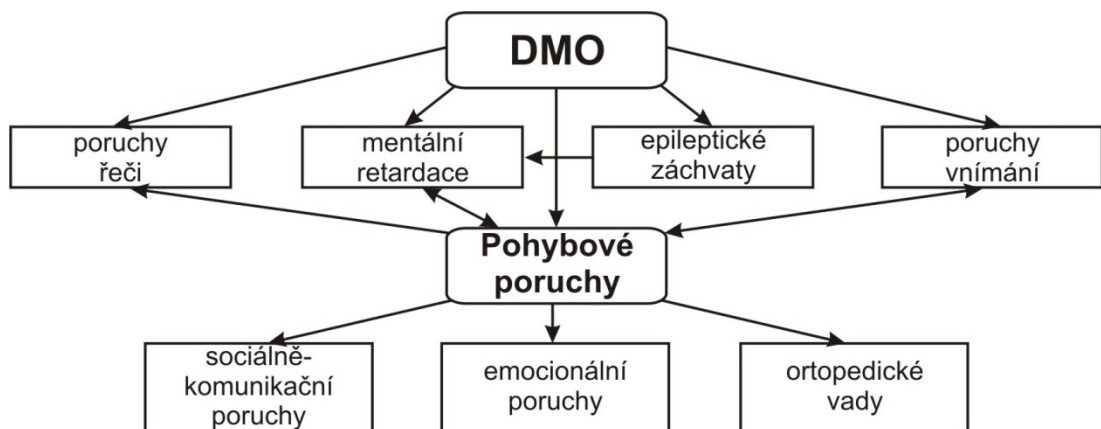 DMO
poruchy
řeči
mentální
retardace
epileptické
záchvaty
poruchy
vnímání
Pohybové
poruchy
sociálně-
komunikační
poruchy
emocionální
poruchy
ortopedické
vady